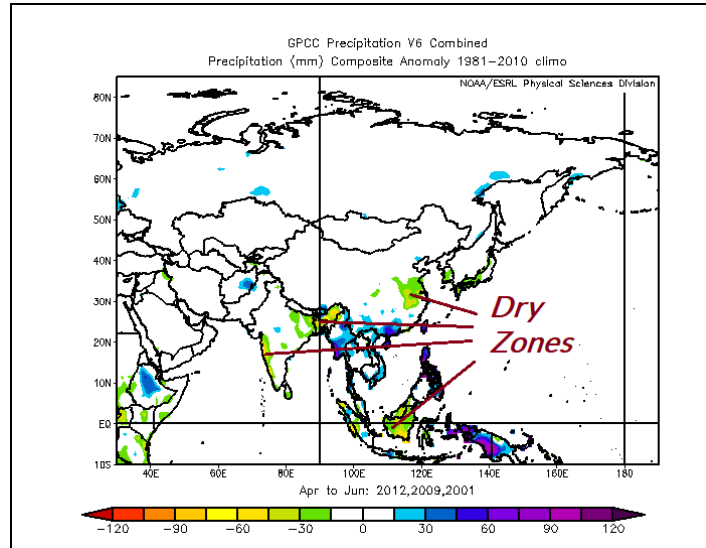 GPCC Precipitation V6 Combined
Precipitation (mm) Composite Anomaly 1981-2010 climo
NOAA/ESRL Physical Sciences Division
80N
70N
60N
50N
40N
30N
20N
10N
EQ
10S
Dry
Zones
40E 60E 80E 100E 120E 140E 160E 180
Apr to Jun: 2012,2009,2001
-120 -90 -60 -30 0 30 60 90 120